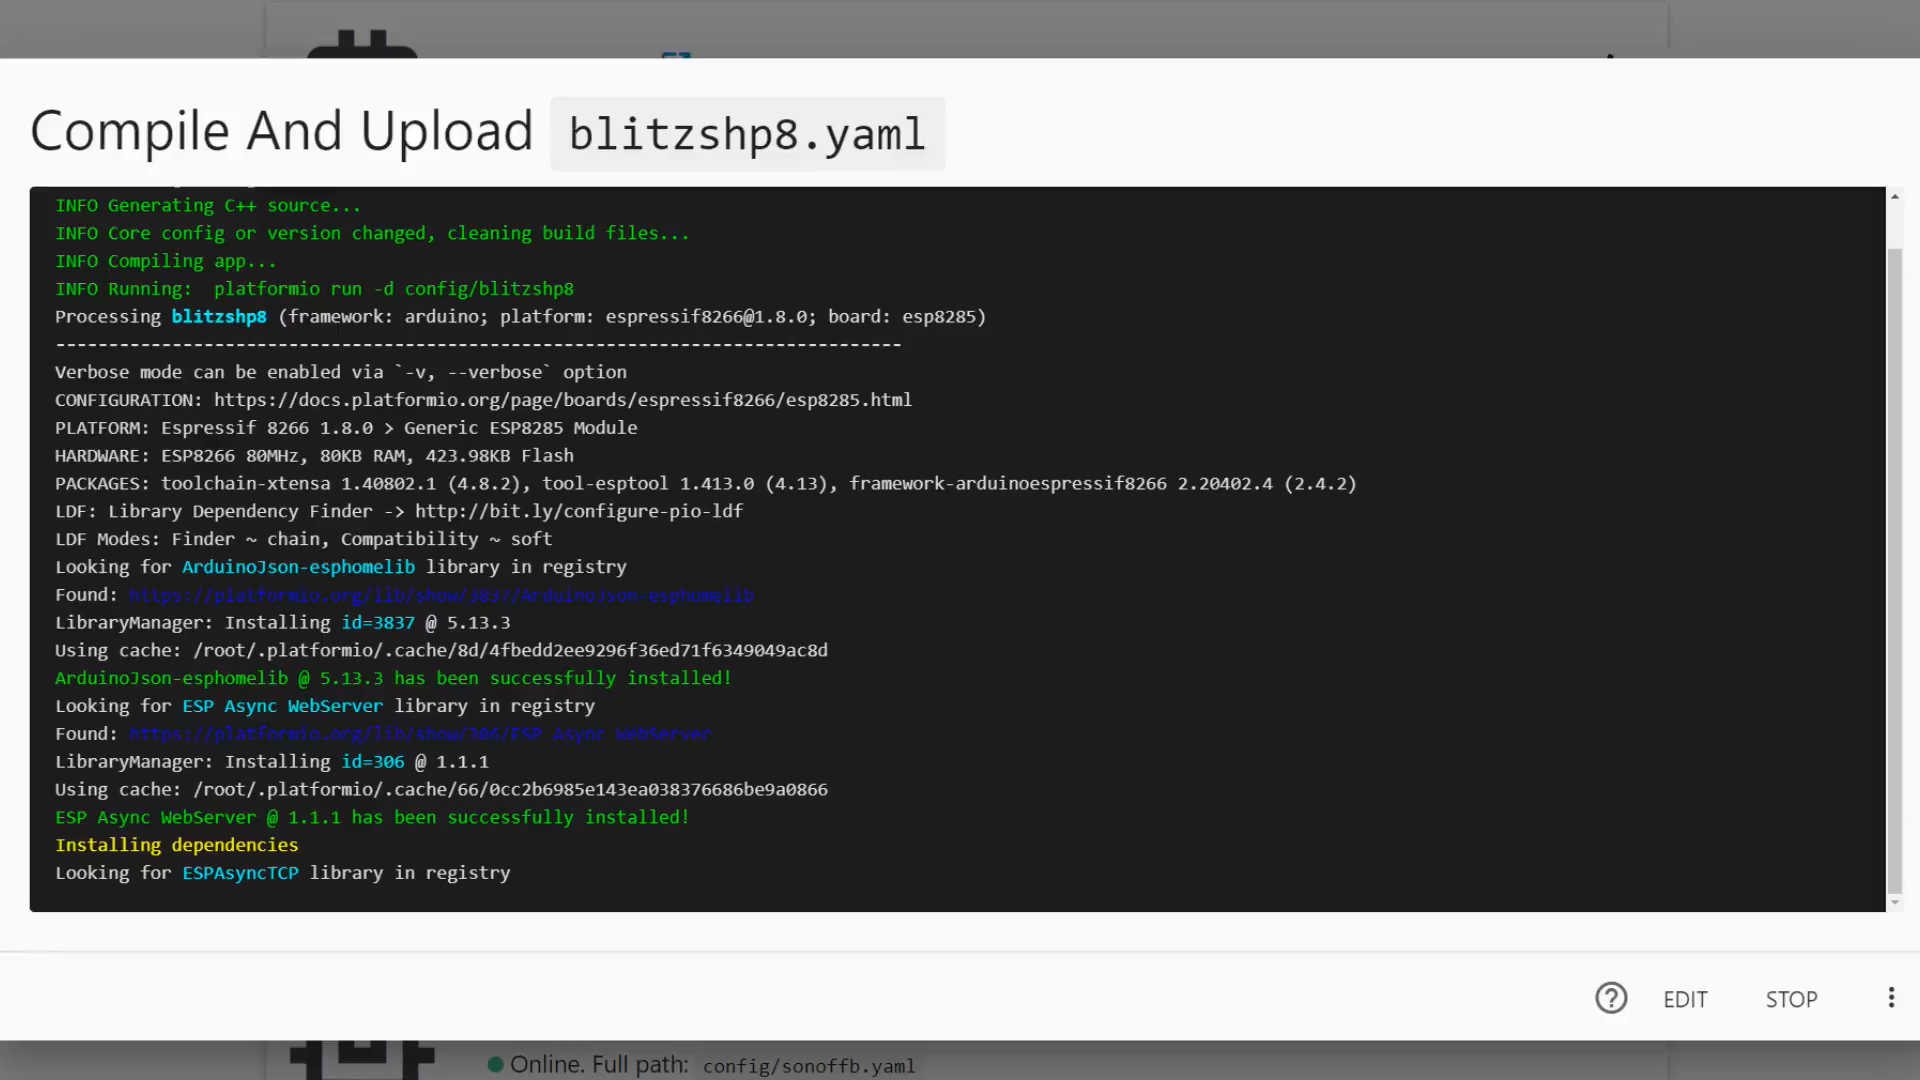 Compile And Upload blitzshp8.yaml
INFO Generating C++ source...
INFO Core config or version changed, cleaning build files...
INFO Compiling app...
INFO Running:  platformio run -d config/blitzshp8
Processing blitzshp8 (framework: arduino; platform: espressif8266@1.8.0; board: esp8285)
--------------------------------------------------------------------------------
Verbose mode can be enabled via `-v, --verbose` option
CONFIGURATION: https://docs.platformio.org/page/boards/espressif8266/esp8285.html
PLATFORM: Espressif 8266 1.8.0 > Generic ESP8285 Module
HARDWARE: ESP8266 80MHz, 80KB RAM, 423.98KB Flash
PACKAGES: toolchain-xtensa 1.40802.1 (4.8.2), tool-esptool 1.413.0 (4.13), framework-arduinoespressif8266 2.20402.4 (2.4.2)
LDF: Library Dependency Finder -> http://bit.ly/configure-pio-ldf
LDF Modes: Finder ~ chain, Compatibility ~ soft
Looking for ArduinoJson-esphomelib library in registry
Found: https://platformio.org/lib/show/3837/ArduinoJson-esphomelib
LibraryManager: Installing id=3837 @ 5.13.3
Using cache: /root/.platformio/.cache/8d/4fbedd2ee9296f36ed71f6349049ac8d
ArduinoJson-esphomelib @ 5.13.3 has been successfully installed!
Looking for ESP Async WebServer library in registry
Found: https://platformio.org/lib/show/306/ESP Async WebServer
LibraryManager: Installing id=306 @ 1.1.1
Using cache: /root/.platformio/.cache/66/0cc2b6985e143ea038376686be9a0866
ESP Async WebServer @ 1.1.1 has been successfully installed!
Installing dependencies
Looking for ESPAsyncTCP library in registry
EDIT STOP
Online. Full path: config/sonoffb.yaml